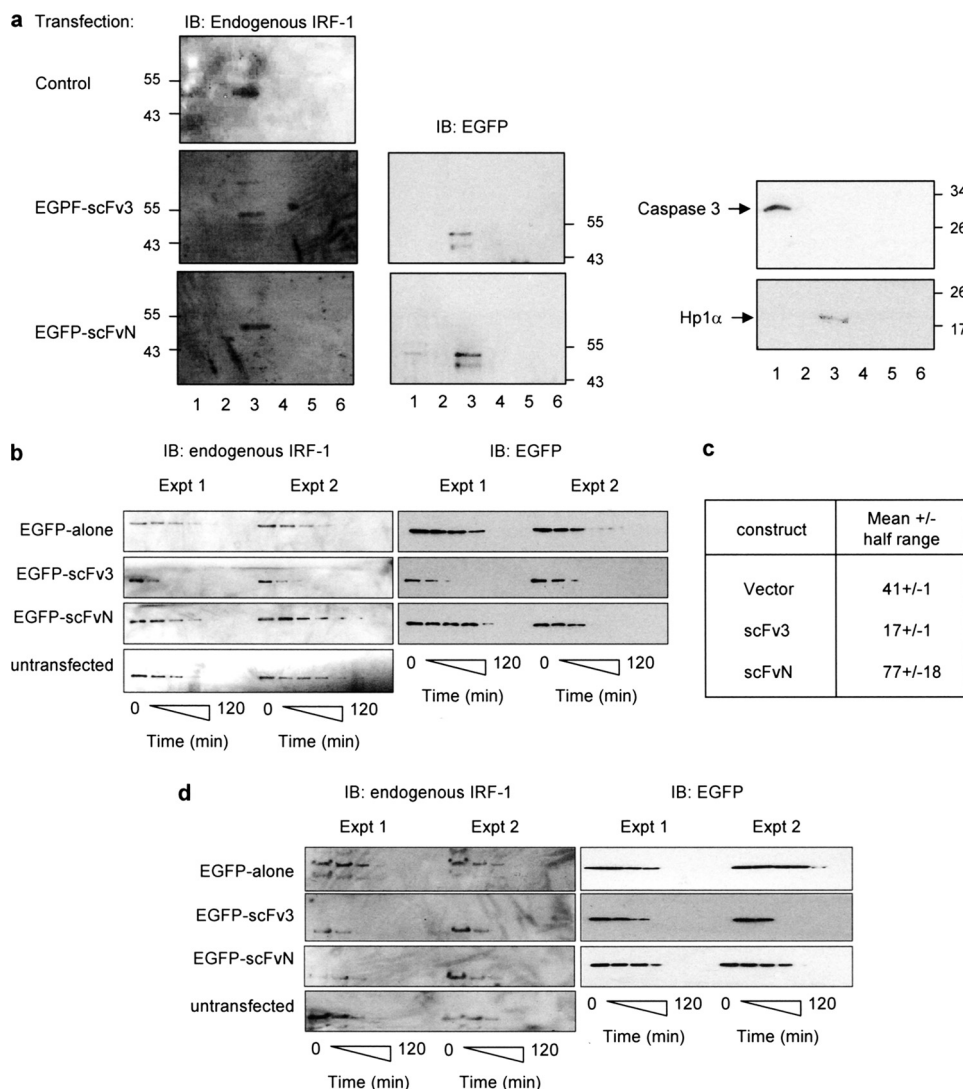 a Transfection: IB: Endogenous IRF-1
Control
55
43
IB: EGFP
EGPF-scFv3
55
43
55
43
EGFP-scFvN
55
43
55
43
1 2 3 4 5 6
1 2 3 4 5 6
Caspase 3
34
26
Hp1α
26
17
1 2 3 4 5 6
b
IB: endogenous IRF-1 IB: EGFP
Expt 1 Expt 2 Expt 1 Expt 2
EGFP-alone
EGFP-scFv3
EGFP-scFvN
untransfected
0 120 0 120
Time (min) Time (min)
0 120 0 120
Time (min) Time (min)
c
construct Mean +/- half range
Vector 41+/-1
scFv3 17+/-1
scFvN 77+/-18
d
IB: endogenous IRF-1 IB: EGFP
Expt 1 Expt 2 Expt 1 Expt 2
EGFP-alone
EGFP-scFv3
EGFP-scFvN
untransfected
0 120 0 120
Time (min) Time (min)
0 120 0 120
Time (min) Time (min)